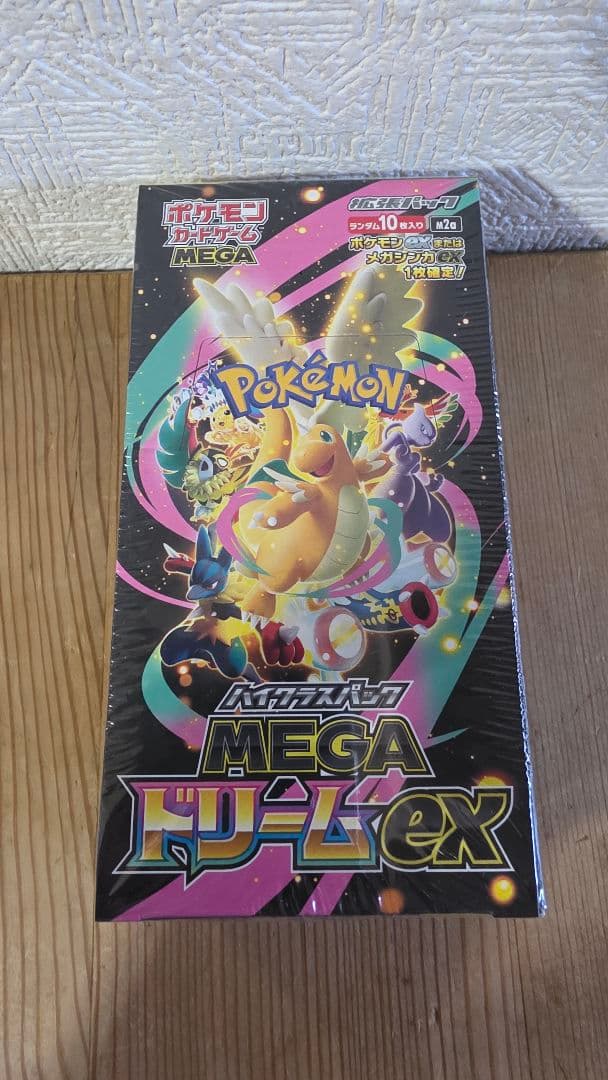 ポケモン
カードゲーム
MEGA
拡張パック
ランダム10枚入り M2a
ポケモンexまたは
メガシンカex
1枚確定!
POKéMON
ハイクラスパック
MEGA
ドリームex